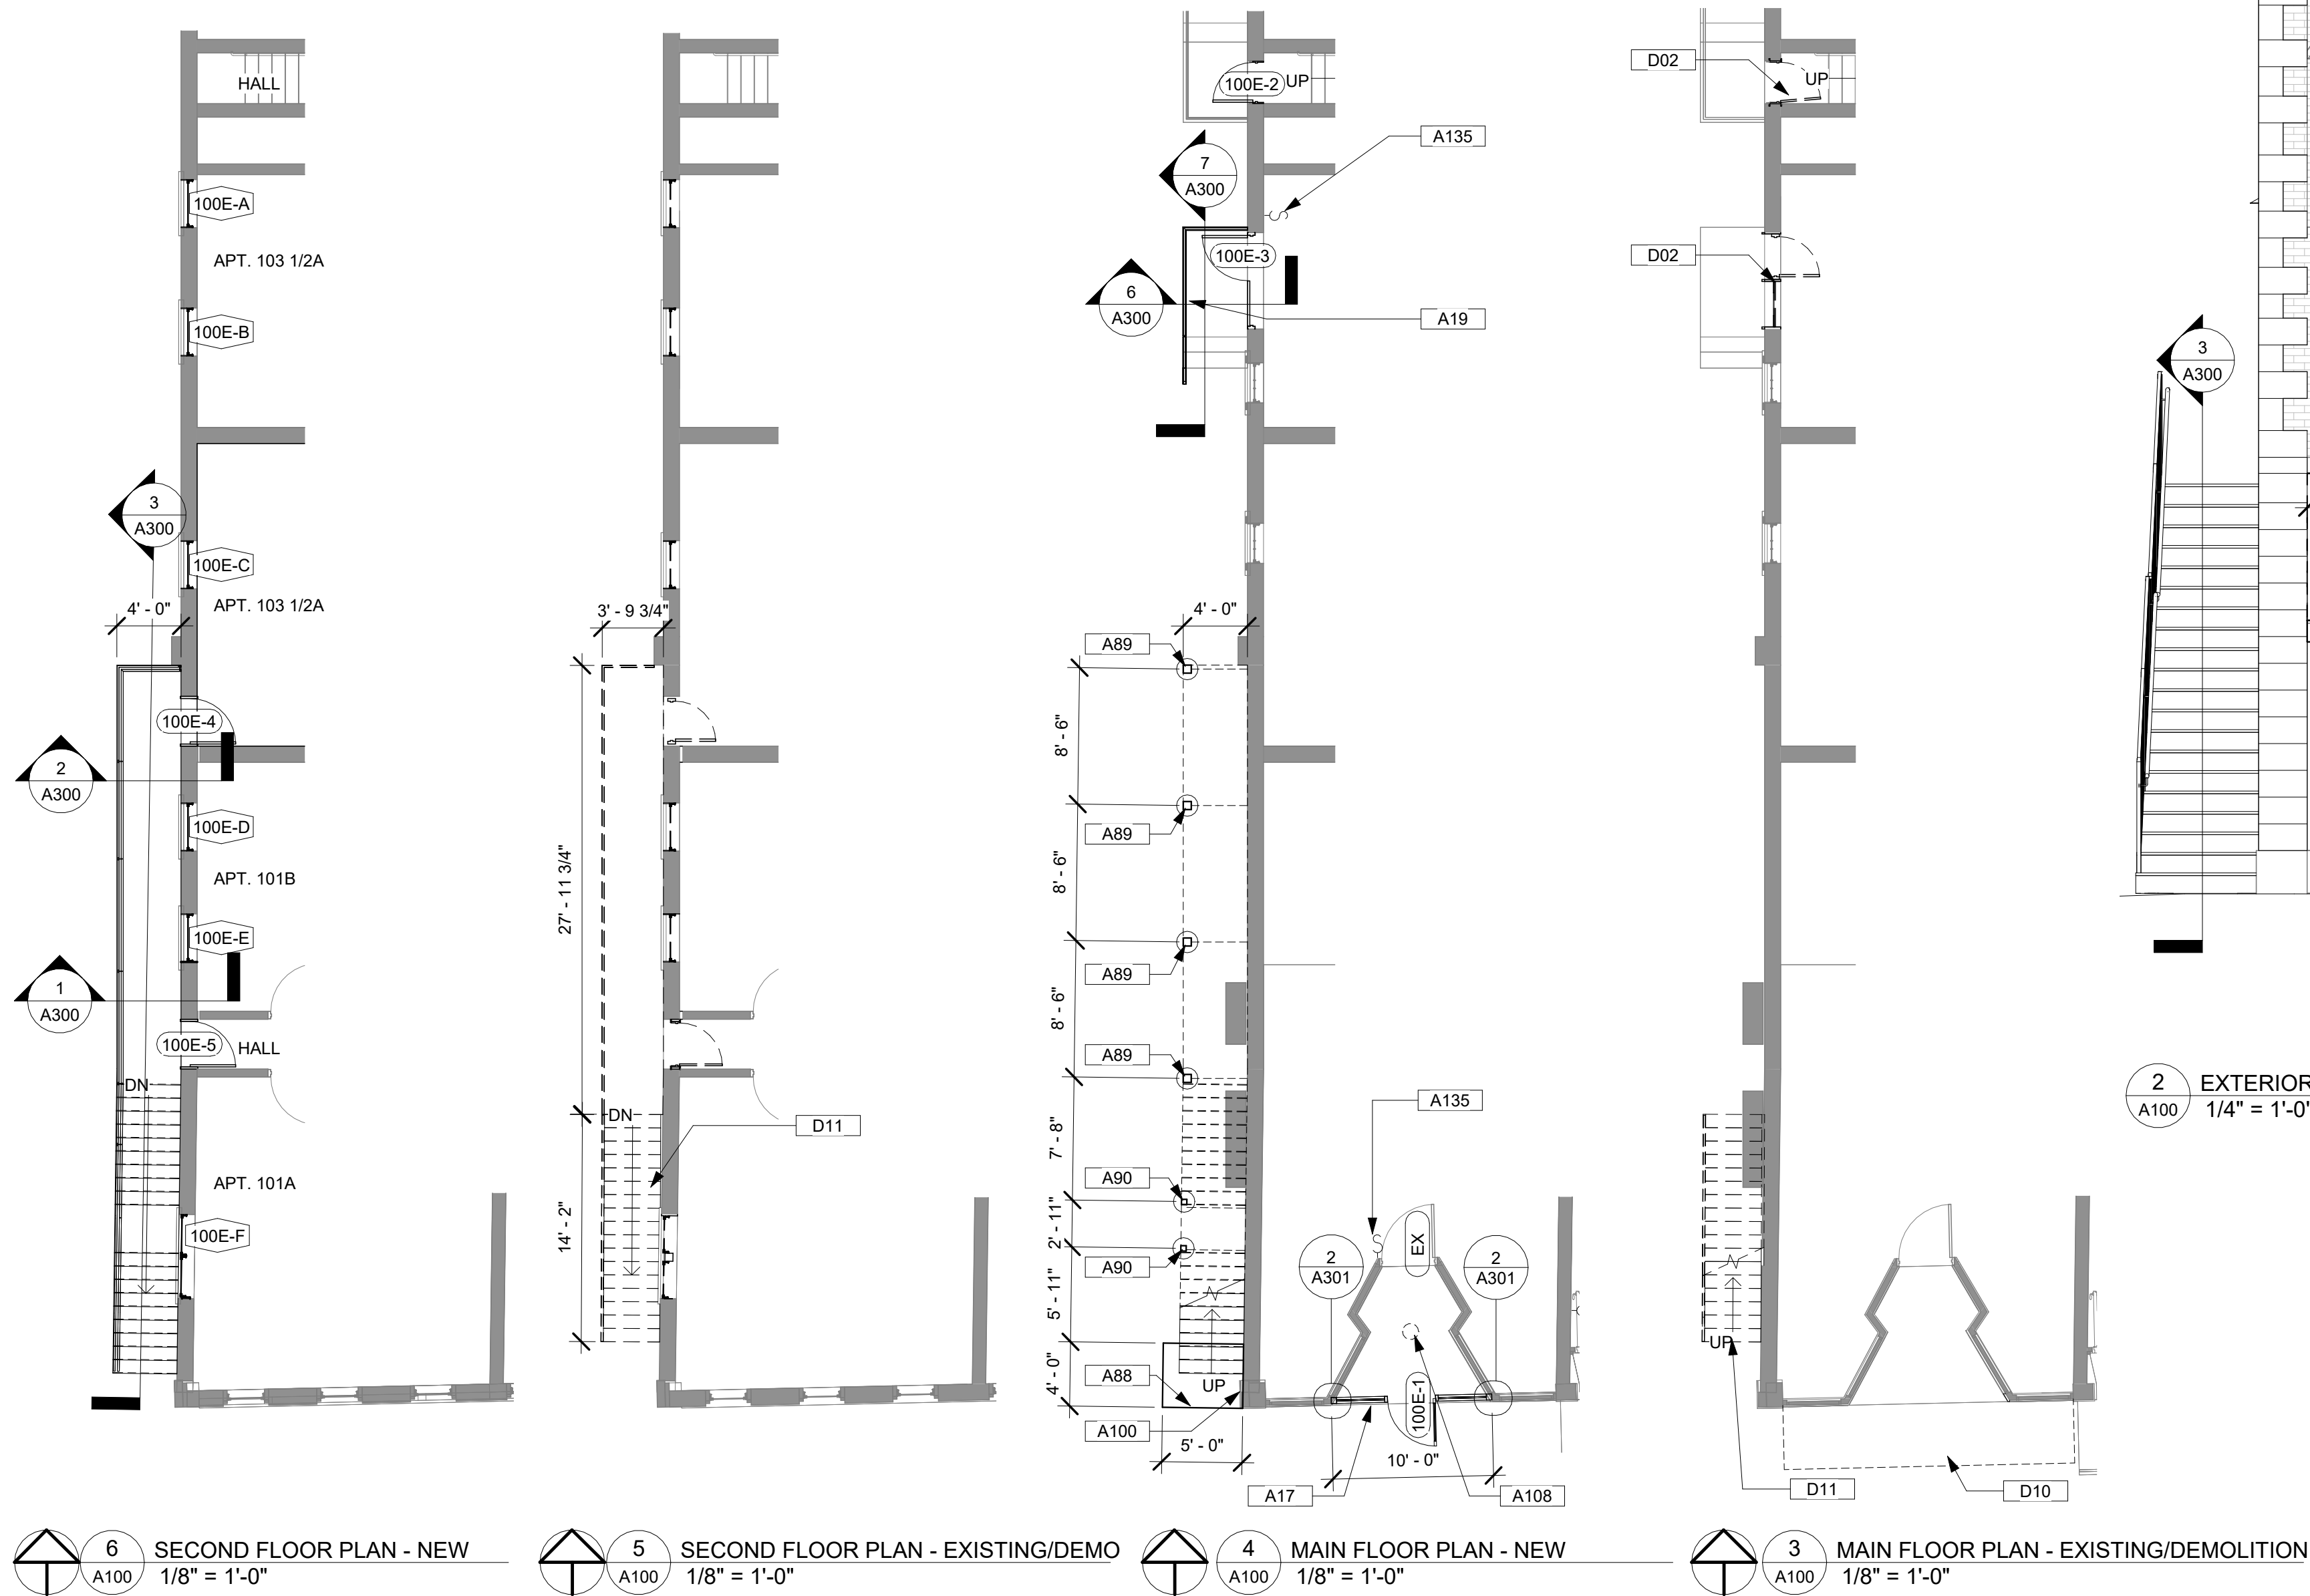 HALL
100E-A
APT. 103 1/2A
100E-B
3
A300
100E-C
APT. 103 1/2A
4' - 0"
100E-4
2
A300
100E-D
APT. 101B
100E-E
1
A300
100E-5
HALL
DN
APT. 101A
100E-F
6
A100
SECOND FLOOR PLAN - NEW
1/8" = 1'-0"
3' - 9 3/4"
27' - 11 3/4"
DN
D11
14' - 2"
5
A100
SECOND FLOOR PLAN - EXISTING/DEMO
1/8" = 1'-0"
100E-2
UP
A135
7
A300
100E-3
6
A300
A19
4' - 0"
A89
8' - 6"
A89
8' - 6"
A89
8' - 6"
A89
7' - 8"
A135
A90
2' - 11"
A90
5' - 11"
EX
2
A301
2
A301
4' - 0"
A88
UP
100E-1
A100
5' - 0"
10' - 0"
A17
A108
4
A100
MAIN FLOOR PLAN - NEW
1/8" = 1'-0"
D02
UP
D02
UP
D11
D10
3
A100
MAIN FLOOR PLAN - EXISTING/DEMOLITION
1/8" = 1'-0"
3
A300
2
A100
EXTERIOR
1/4" = 1'-0"